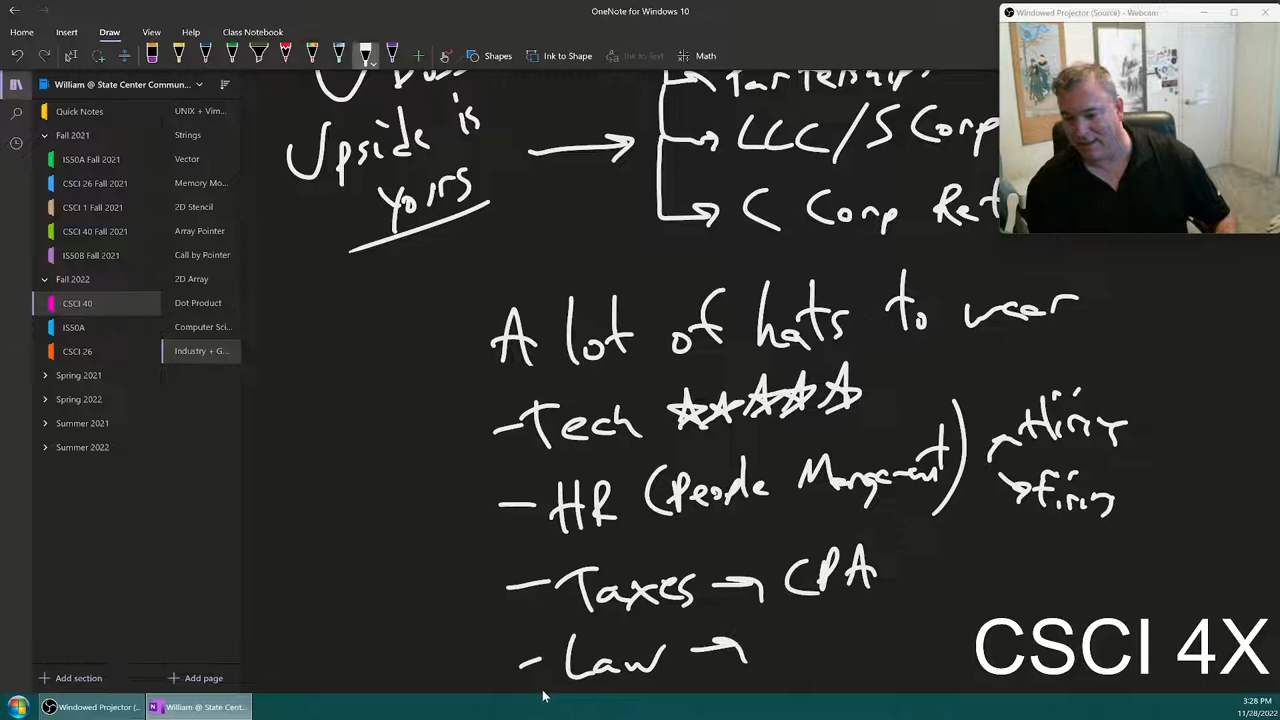 OneNote for Windows 10
Windowed Projector (Source) - Webcam
Home Insert Draw View Help Class Notebook
Shapes Ink to Shape Ink to Text Math
William @ State Center Commun...
Quick Notes
Fall 2021
IS50A Fall 2021
CSCI 26 Fall 2021
CSCI 1 Fall 2021
CSCI 40 Fall 2021
IS50B Fall 2021
Fall 2022
CSCI 40
IS50A
CSCI 26
Spring 2021
Spring 2022
Summer 2021
Summer 2022
Add section
UNIX + Vim...
Strings
Vector
Memory Mo...
2D Stencil
Array Pointer
Call by Pointer
2D Array
Dot Product
Computer Sci...
Industry + G...
Add page
Upside is
yours
Partership
LLC/S Corp
C Corp Ret
A lot of hats to wear
- Tech
- HR (People Mangement)
Hiring
firing
- Taxes → CPA
- Law →
CSCI 4X
Windowed Projector (...
William @ State Cent...
3:28 PM
11/28/2022